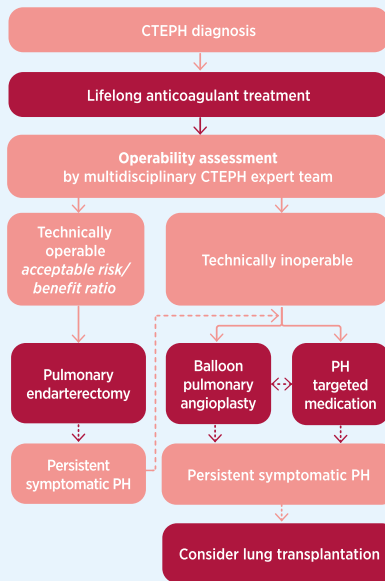 CTEPH diagnosis
Lifelong anticoagulant treatment
Operability assessment
by multidisciplinary CTEPH expert team
Technically
operable
acceptable risk/
benefit ratio
Technically inoperable
Pulmonary
endarterectomy
Balloon
pulmonary
angioplasty
PH
targeted
medication
Persistent
symptomatic PH
Persistent symptomatic PH
Consider lung transplantation